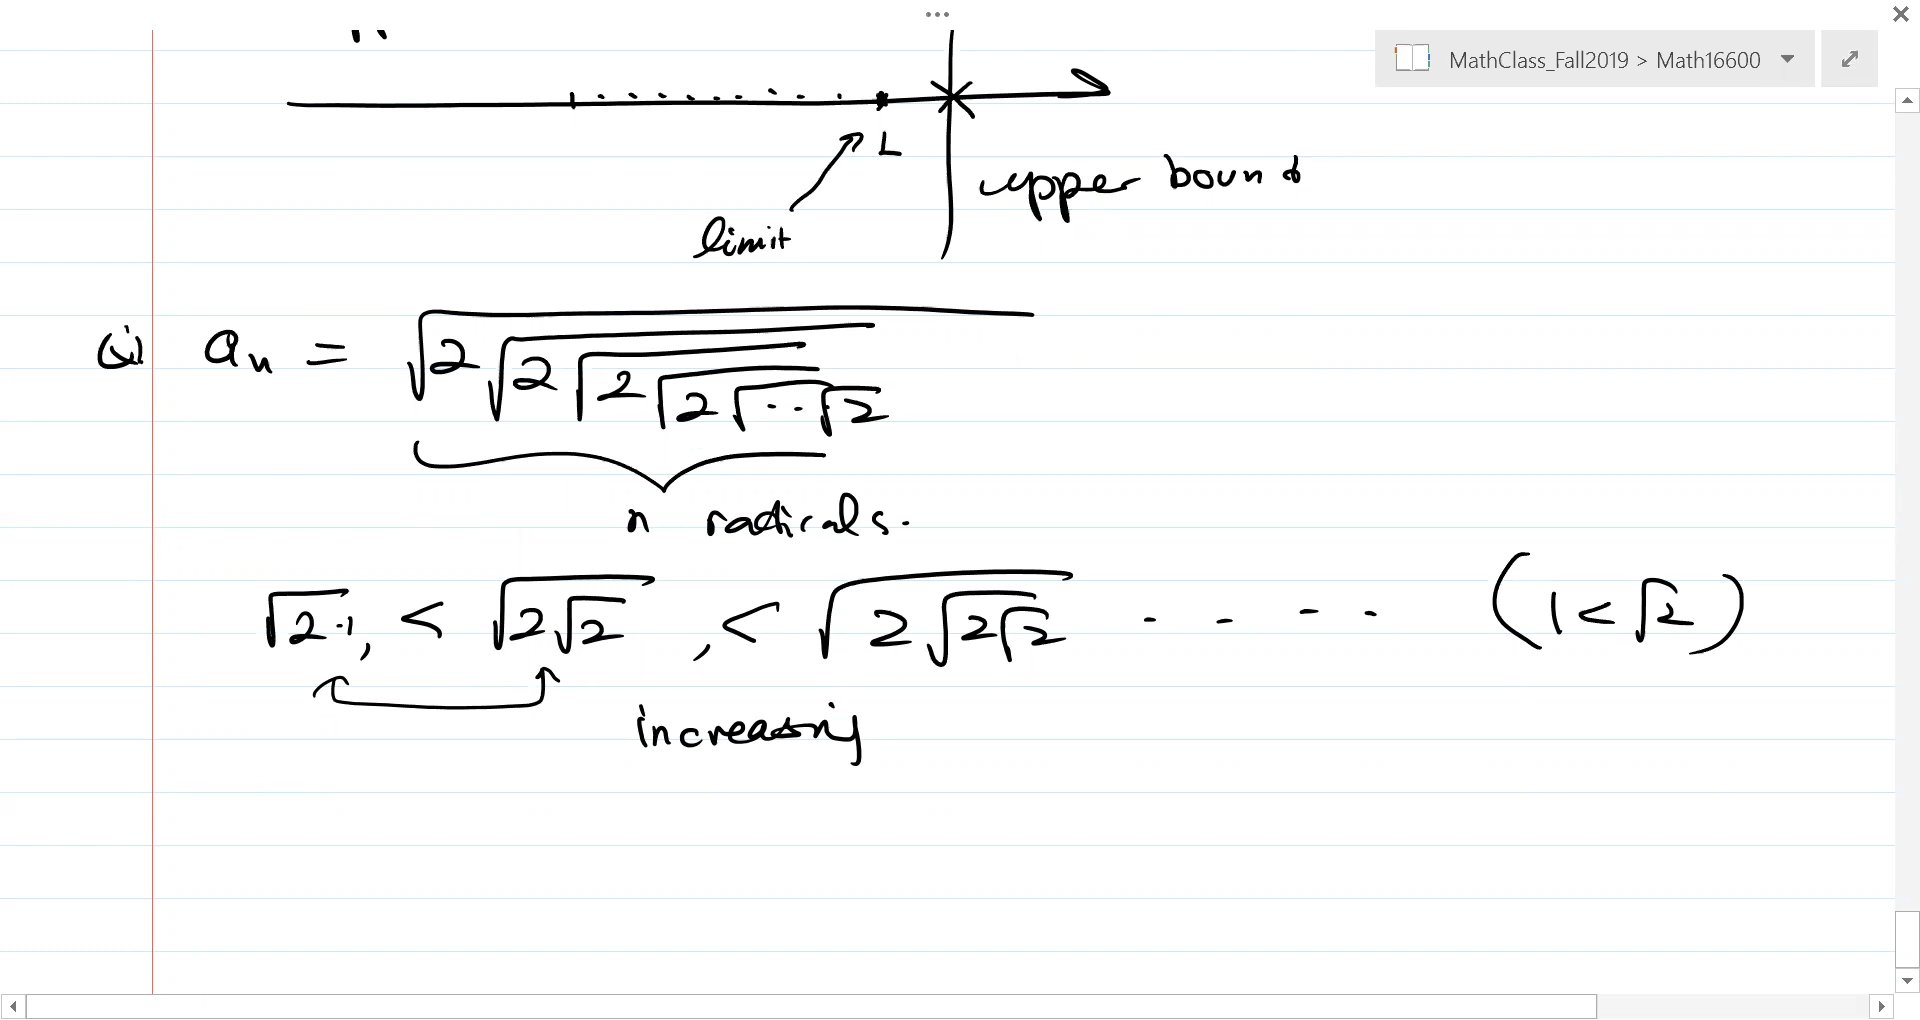 MathClass_Fall2019 > Math16600
L
upper bound
limit
(i) aₙ = √(2√(2√(2√(2√(··√2)))))
n radicals.
√(2·1), < √(2√2), < √(2√(2√2)) - - - - (1 < √2)
increasing